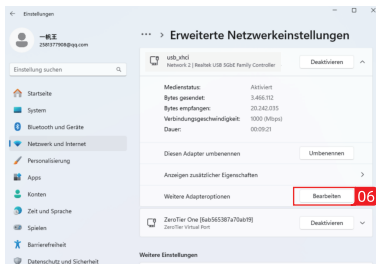 Einstellungen
一帆王
2581377908@qq.com
Einstellung suchen
Startseite
System
Bluetooth und Geräte
Netzwerk und Internet
Personalisierung
Apps
Konten
Zeit und Sprache
Spielen
Barrierefreiheit
Datenschutz und Sicherheit
... > Erweiterte Netzwerkeinstellungen
usb_xhci
Network 2 | Realtek USB 5GbE Family Controller
Deaktivieren
Medienstatus: Aktiviert
Bytes gesendet: 3.466.112
Bytes empfangen: 20.242.035
Verbindungsgeschwindigkeit: 1000 (Mbps)
Dauer: 00:09:21
Diesen Adapter umbenennen Umbenennen
Anzeigen zusätzlicher Eigenschaften
Weitere Adapteroptionen Bearbeiten 06
ZeroTier One [6ab565387a70ab19]
ZeroTier Virtual Port
Deaktivieren
Weitere Einstellungen